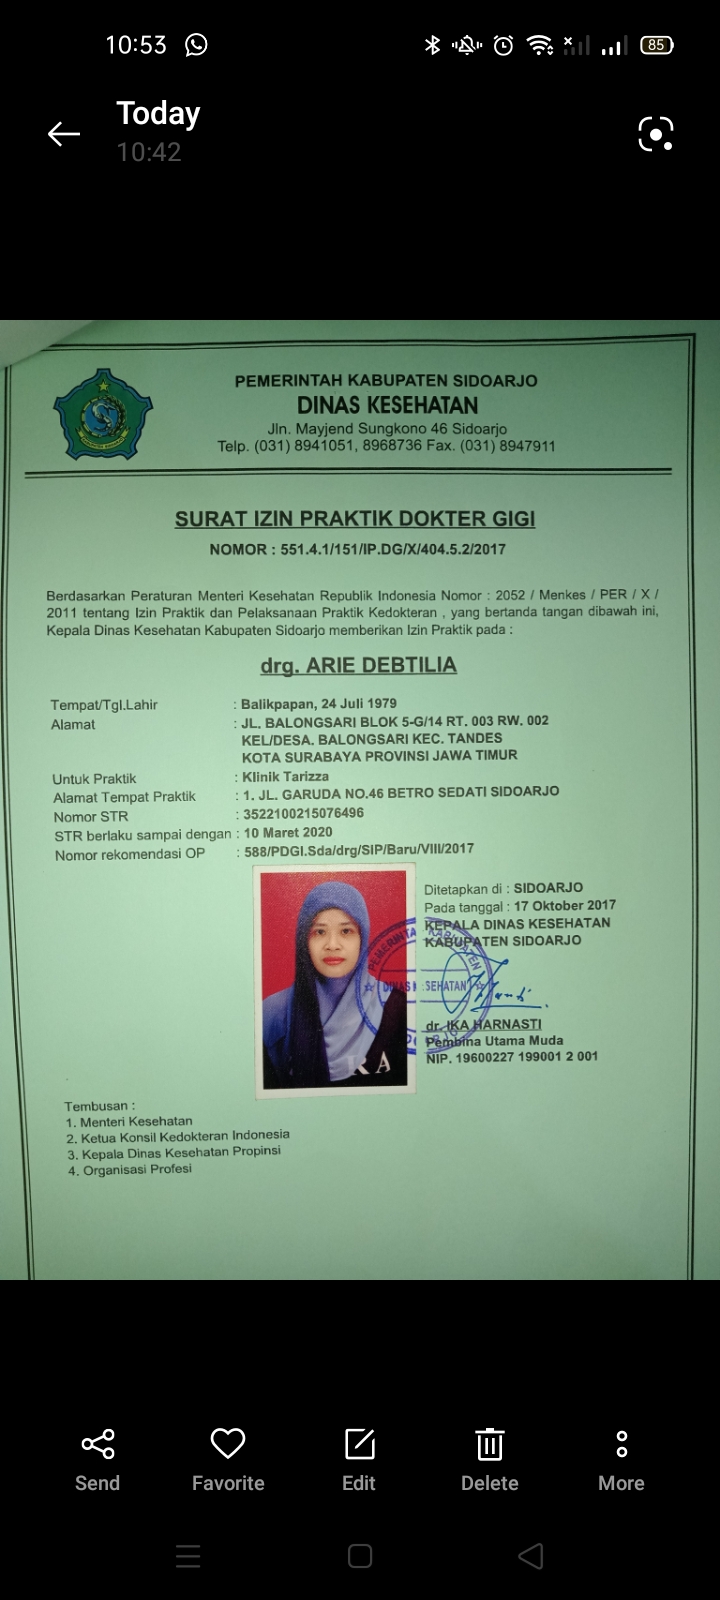 10:53
85
Today
10:42
PEMERINTAH KABUPATEN SIDOARJO
DINAS KESEHATAN
Jln. Mayjend Sungkono 46 Sidoarjo
Telp. (031) 8941051, 8968736 Fax. (031) 8947911
SURAT IZIN PRAKTIK DOKTER GIGI
NOMOR : 551.4.1/151/IP.DG/X/404.5.2/2017
Berdasarkan Peraturan Menteri Kesehatan Republik Indonesia Nomor : 2052 / Menkes / PER / X /
2011 tentang Izin Praktik dan Pelaksanaan Praktik Kedokteran , yang bertanda tangan dibawah ini,
Kepala Dinas Kesehatan Kabupaten Sidoarjo memberikan Izin Praktik pada :
drg. ARIE DEBTILIA
Tempat/Tgl.Lahir : Balikpapan, 24 Juli 1979
Alamat : JL. BALONGSARI BLOK 5-G/14 RT. 003 RW. 002
KEL/DESA. BALONGSARI KEC. TANDES
KOTA SURABAYA PROVINSI JAWA TIMUR
Untuk Praktik : Klinik Tarizza
Alamat Tempat Praktik : 1. JL. GARUDA NO.46 BETRO SEDATI SIDOARJO
Nomor STR : 3522100215076496
STR berlaku sampai dengan : 10 Maret 2020
Nomor rekomendasi OP : 588/PDGI.Sda/drg/SIP/Baru/VIII/2017
Ditetapkan di : SIDOARJO
Pada tanggal : 17 Oktober 2017
KEPALA DINAS KESEHATAN
KABUPATEN SIDOARJO
dr. IKA HARNASTI
Pembina Utama Muda
NIP. 19600227 199001 2 001
Tembusan :
1. Menteri Kesehatan
2. Ketua Konsil Kedokteran Indonesia
3. Kepala Dinas Kesehatan Propinsi
4. Organisasi Profesi
Send
Favorite
Edit
Delete
More